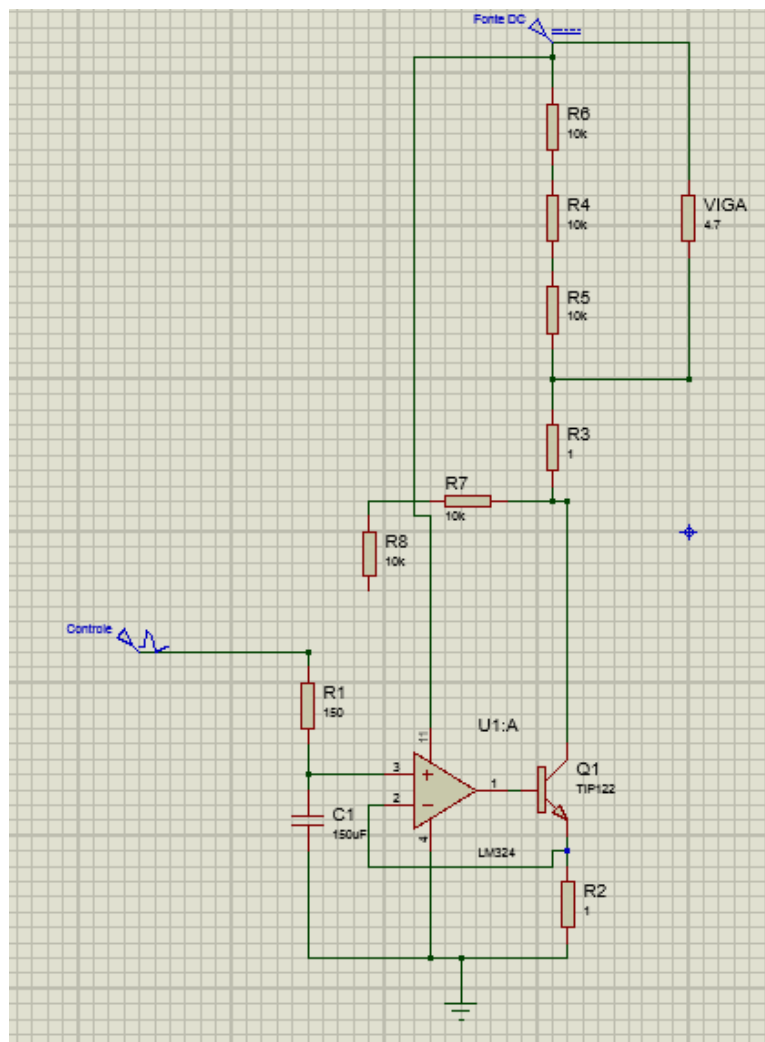 Fonte DC
R6
10k
R4
10k
VIGA
4.7
R5
10k
R3
1
R7
10k
R8
10k
Controle
R1
150
U1:A
11
3
2
1
4
Q1
TIP122
C1
150uF
LM324
R2
1